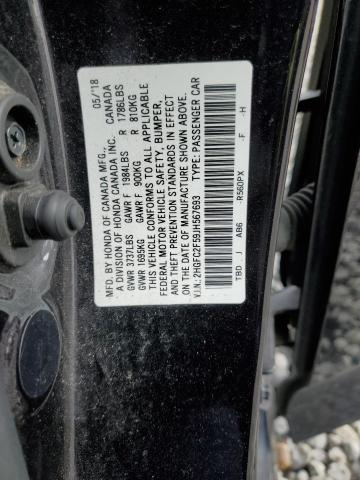 MFD. BY HONDA OF CANADA MFG., 05/'18
A DIVISION OF HONDA CANADA INC. CANADA
GVWR 3737LBS GAWR F 1984LBS R 1786LBS
GVWR 1695KG GAWR F 900KG R 810KG
THIS VEHICLE CONFORMS TO ALL APPLICABLE
FEDERAL MOTOR VEHICLE SAFETY, BUMPER,
AND THEFT PREVENTION STANDARDS IN EFFECT
ON THE DATE OF MANUFACTURE SHOWN ABOVE.
V.I.N.: 2HGFC2F59JH567693 TYPE: PASSENGER CAR
TBD J AB6 -R56DPX -F -H